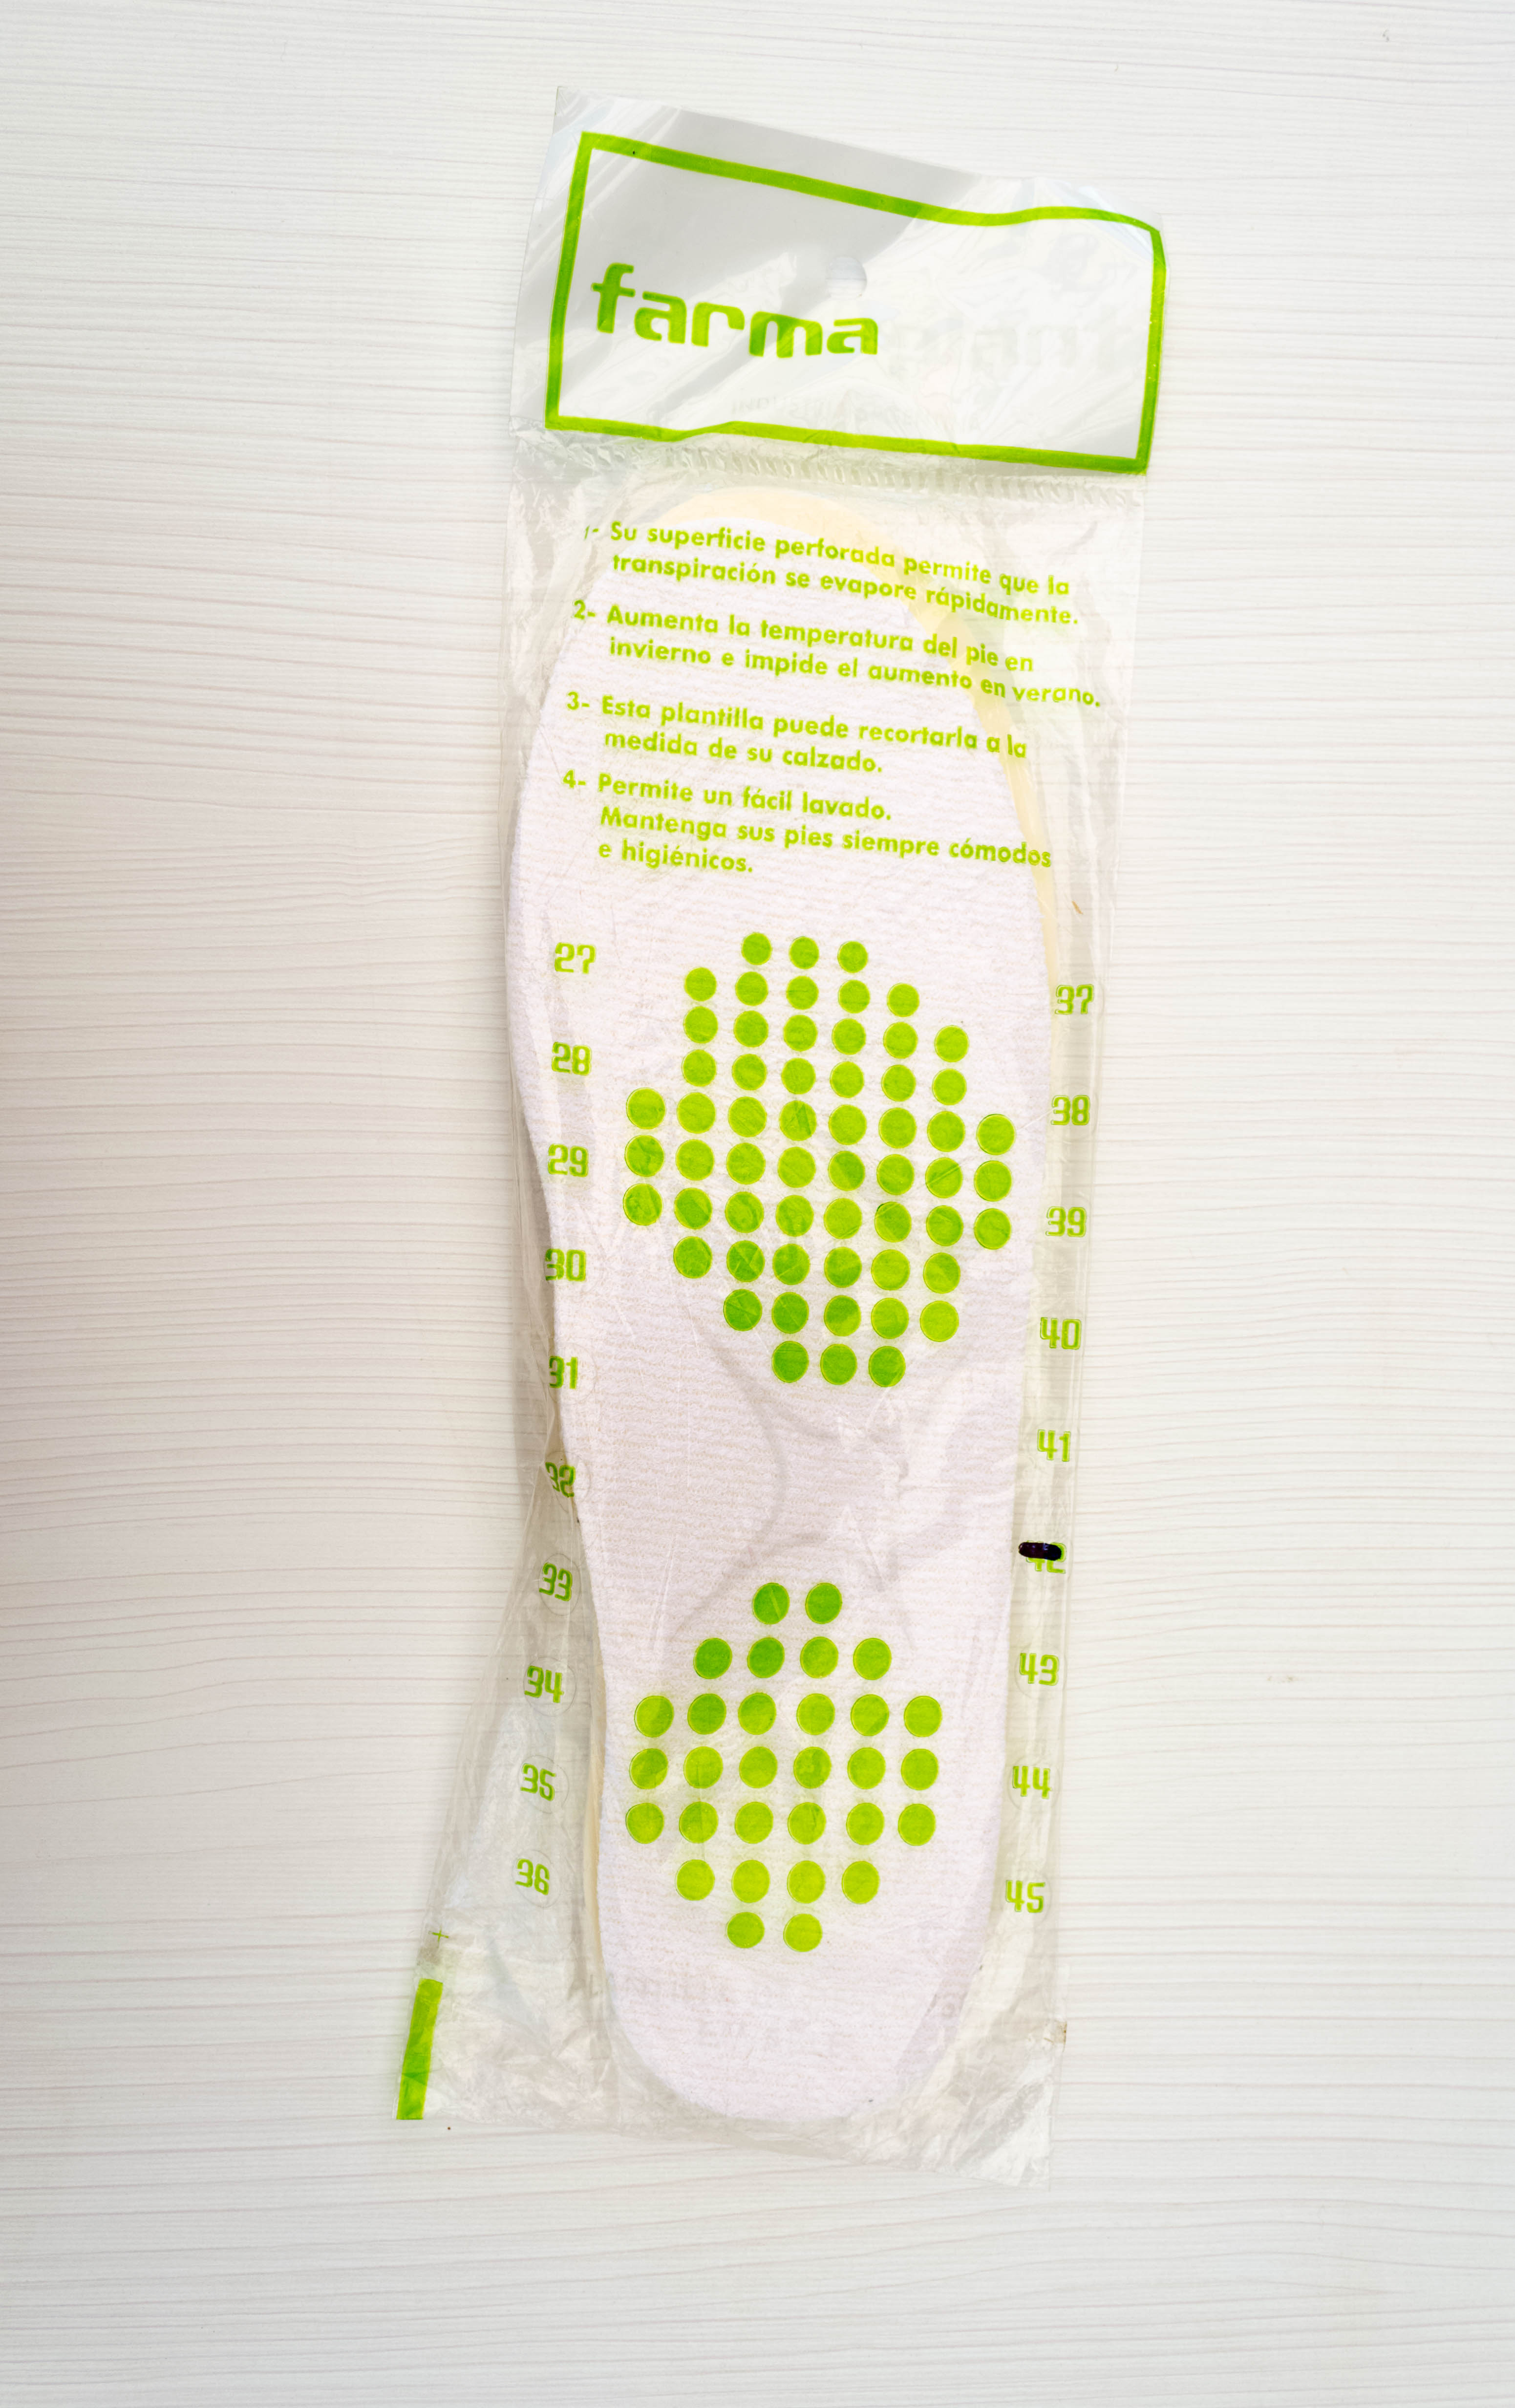 farma
1- Su superficie perforada permite que la
transpiración se evapore rápidamente.
2- Aumenta la temperatura del pie en
invierno e impide el aumento en verano.
3- Esta plantilla puede recortarla a la
medida de su calzado.
4- Permite un fácil lavado.
Mantenga sus pies siempre cómodos
e higiénicos.
27
37
28
38
29
39
30
40
31
41
32
42
33
43
34
44
35
45
36